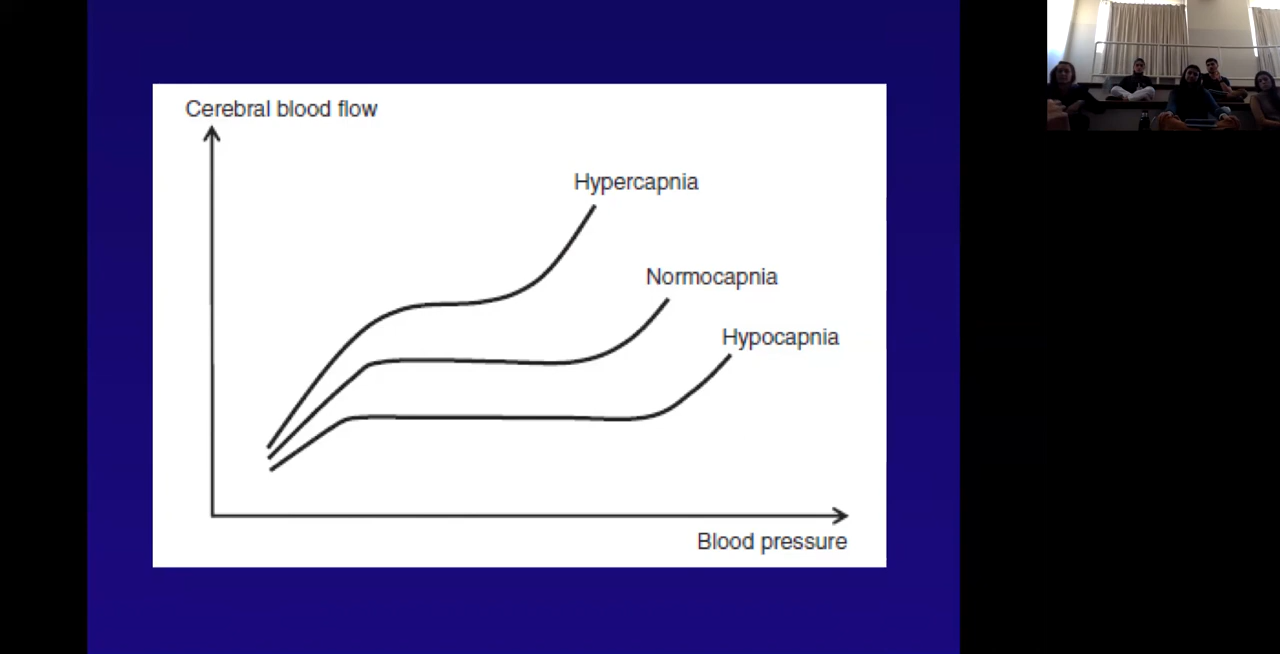 Cerebral blood flow
Hypercapnia
Normocapnia
Hypocapnia
Blood pressure